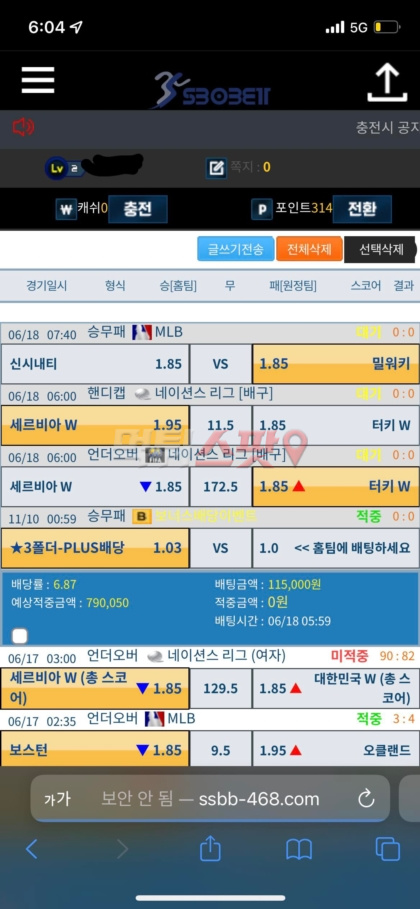 6:04
5G
SBOBET
충전시 공지
Lv 2
쪽지 : 0
₩ 캐쉬0 충전
P 포인트314 전환
글쓰기전송 전체삭제 선택삭제
경기일시 형식 승[홈팀] 무 패[원정팀] 스코어 결과
06/18 07:40 승무패 MLB 대기 0:0
신시내티 1.85 VS 1.85 밀워키
06/18 06:00 핸디캡 네이션스 리그 [배구] 대기 0:0
세르비아 W 1.95 11.5 1.85 터키 W
먹튀스팟
06/18 06:00 언더오버 네이션스 리그 [배구] 대기 0:0
세르비아 W ▼ 1.85 172.5 1.85 ▲ 터키 W
11/10 00:59 승무패 B 보너스배당이벤트 적중 0:0
★3폴더-PLUS배당 1.03 VS 1.0 << 홈팀에 배팅하세요
배당률 : 6.87 배팅금액 : 115,000원
예상적중금액 : 790,050 적중금액 : 0원
배팅시간 : 06/18 05:59
06/17 03:00 언더오버 네이션스 리그 (여자) 미적중 90:82
세르비아 W (총 스코어) ▼ 1.85 129.5 1.85 ▲ 대한민국 W (총 스코어)
06/17 02:35 언더오버 MLB 적중 3:4
보스턴 ▼ 1.85 9.5 1.95 ▲ 오클랜드
가가 보안 안 됨 — ssbb-468.com